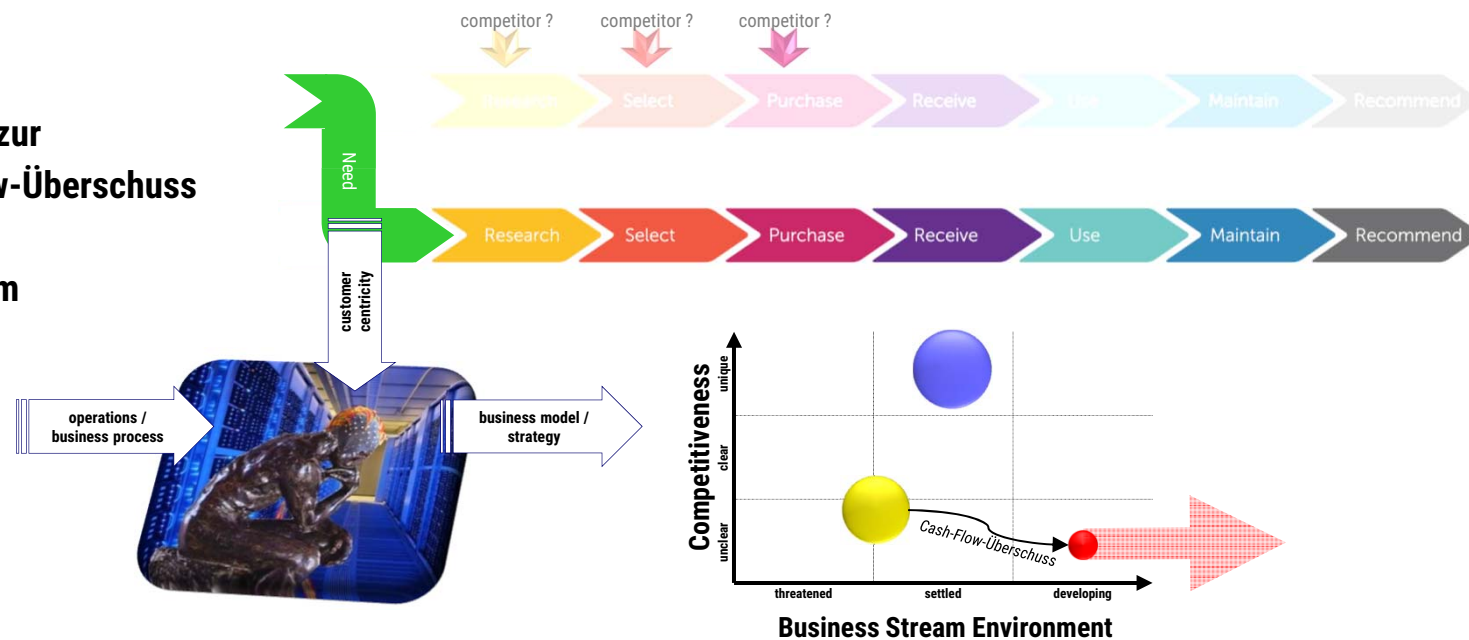 competitor ?
competitor ?
competitor ?
Research
Select
Purchase
Receive
Use
Maintain
Recommend
zur
w-Überschuss
m
Need
Research
Select
Purchase
Receive
Use
Maintain
Recommend
customer
centricity
operations /
business process
business model /
strategy
Competitiveness
unique
clear
unclear
Cash-Flow-Überschuss
threatened
settled
developing
Business Stream Environment